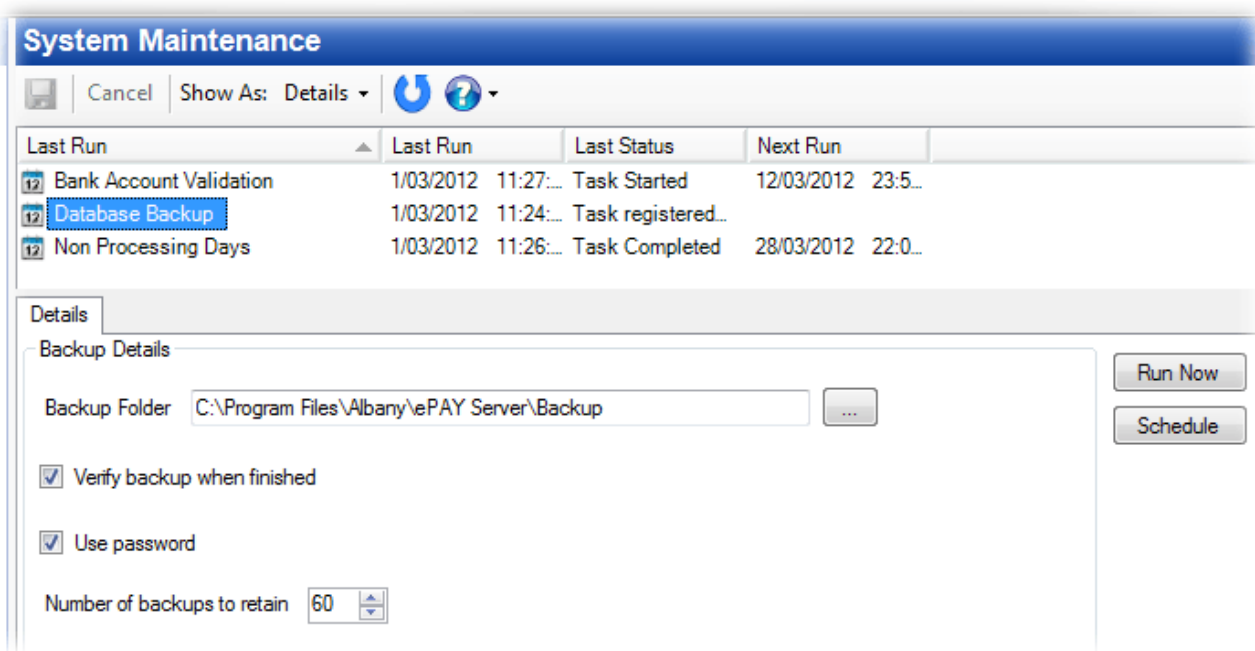 System Maintenance
Cancel Show As: Details
Last Run Last Run Last Status Next Run
12 Bank Account Validation 1/03/2012 11:27:... Task Started 12/03/2012 23:5...
12 Database Backup 1/03/2012 11:24:... Task registered...
12 Non Processing Days 1/03/2012 11:26:... Task Completed 28/03/2012 22:0...
Details
Backup Details
Run Now
Backup Folder C:\Program Files\Albany\ePAY Server\Backup ...
Schedule
Verify backup when finished
Use password
Number of backups to retain 60